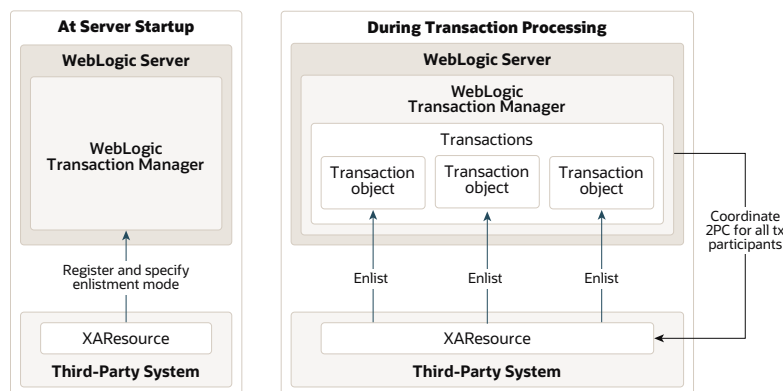 At Server Startup
WebLogic Server
WebLogic
Transaction Manager
Register and specify
enlistment mode
XAResource
Third-Party System
During Transaction Processing
WebLogic Server
WebLogic
Transaction Manager
Transactions
Transaction
object
Transaction
object
Transaction
object
Enlist
Enlist
Enlist
Coordinate
2PC for all tx
participants
XAResource
Third-Party System